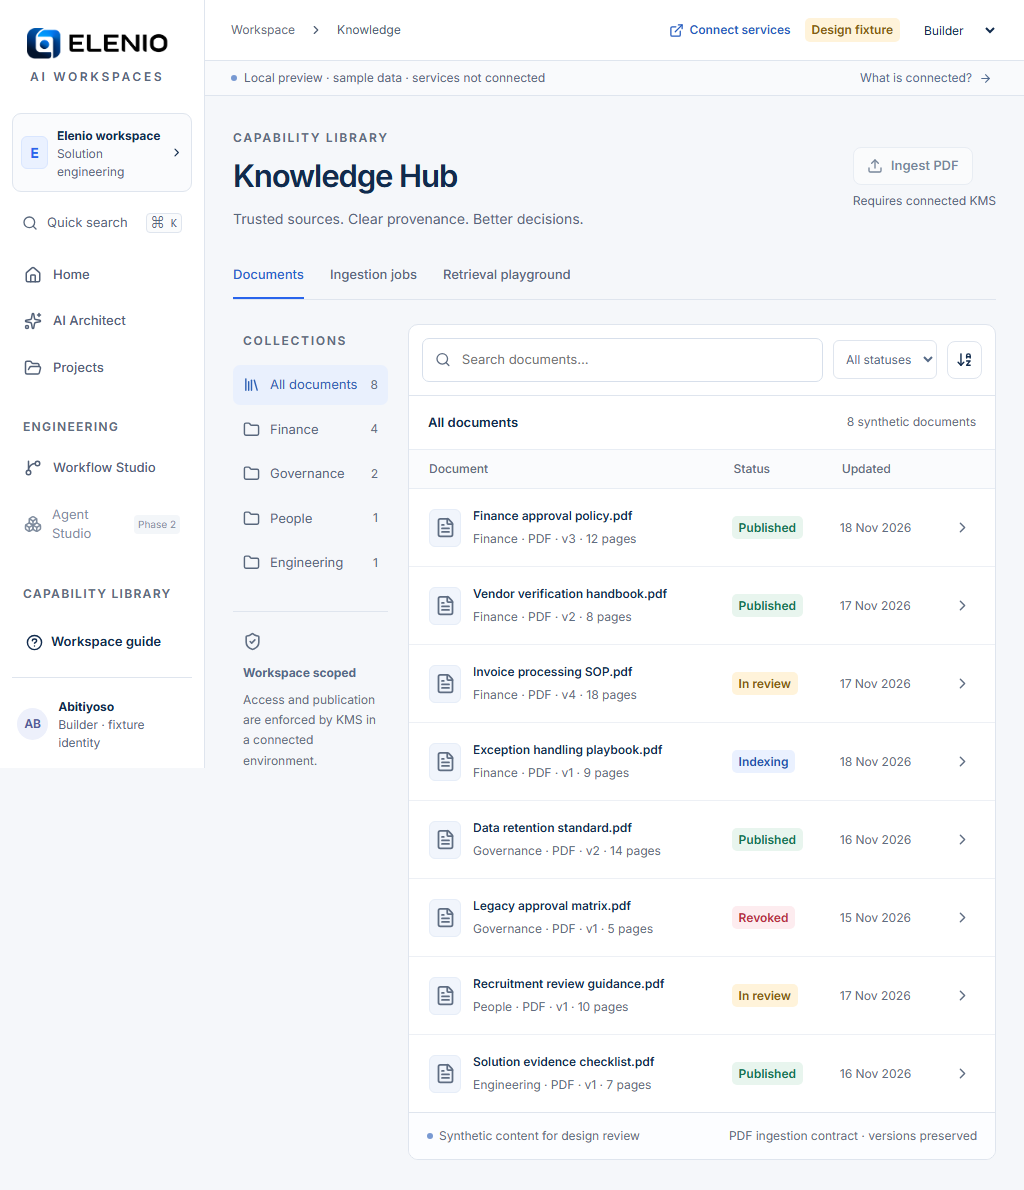 ELENIO
AI WORKSPACES
E
Elenio workspace
Solution
engineering
Quick search
⌘ K
Home
AI Architect
Projects
ENGINEERING
Workflow Studio
Agent
Studio
Phase 2
CAPABILITY LIBRARY
Workspace guide
AB
Abitiyoso
Builder · fixture
identity
Workspace > Knowledge
Connect services
Design fixture
Builder
Local preview · sample data · services not connected
What is connected? →
CAPABILITY LIBRARY
Knowledge Hub
Trusted sources. Clear provenance. Better decisions.
Ingest PDF
Requires connected KMS
Documents
Ingestion jobs
Retrieval playground
COLLECTIONS
All documents 8
Finance 4
Governance 2
People 1
Engineering 1
Workspace scoped
Access and publication
are enforced by KMS in
a connected
environment.
Search documents...
All statuses
All documents
8 synthetic documents
Document Status Updated
Finance approval policy.pdf
Finance · PDF · v3 · 12 pages
Published
18 Nov 2026
Vendor verification handbook.pdf
Finance · PDF · v2 · 8 pages
Published
17 Nov 2026
Invoice processing SOP.pdf
Finance · PDF · v4 · 18 pages
In review
17 Nov 2026
Exception handling playbook.pdf
Finance · PDF · v1 · 9 pages
Indexing
18 Nov 2026
Data retention standard.pdf
Governance · PDF · v2 · 14 pages
Published
16 Nov 2026
Legacy approval matrix.pdf
Governance · PDF · v1 · 5 pages
Revoked
15 Nov 2026
Recruitment review guidance.pdf
People · PDF · v1 · 10 pages
In review
17 Nov 2026
Solution evidence checklist.pdf
Engineering · PDF · v1 · 7 pages
Published
16 Nov 2026
Synthetic content for design review
PDF ingestion contract · versions preserved